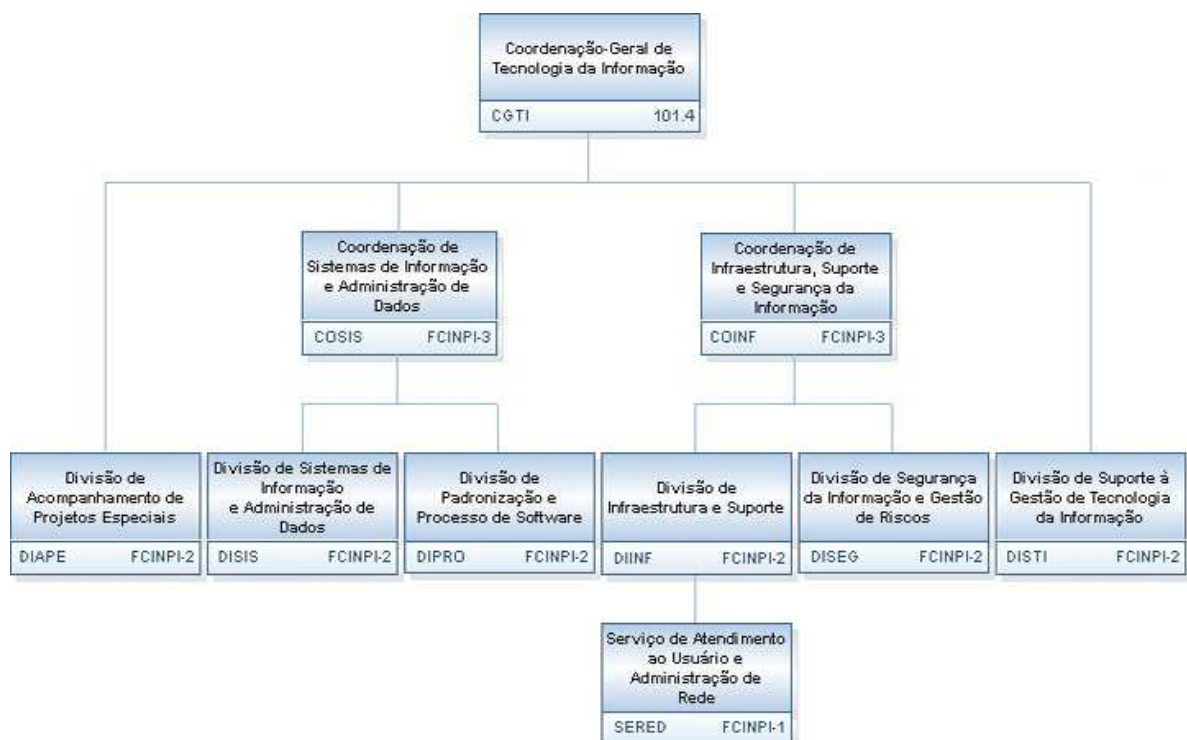 Coordenação-Geral de
Tecnologia da Informação
CGTI 101.4
Coordenação de
Sistemas de Informação
e Administração de
Dados
COSIS FCINPI-3
Coordenação de
Infraestrutura, Suporte
e Segurança da
Informação
COINF FCINPI-3
Divisão de
Acompanhamento de
Projetos Especiais
DIAPE FCINPI-2
Divisão de Sistemas de
Informação
e Administração de
Dados
DISIS FCINPI-2
Divisão de
Padronização e
Processo de Software
DIPRO FCINPI-2
Divisão de
Infraestrutura e Suporte
DIINF FCINPI-2
Divisão de Segurança
da Informação e Gestão
de Riscos
DISEG FCINPI-2
Divisão de Suporte à
Gestão de Tecnologia
da Informação
DISTI FCINPI-2
Serviço de Atendimento
ao Usuário e
Administração de
Rede
SERED FCINPI-1